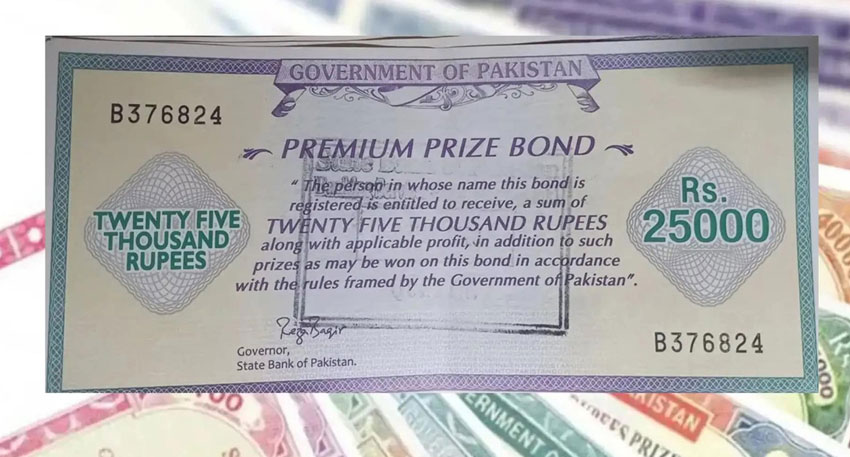 GOVERNMENT OF PAKISTAN
B376824
PREMIUM PRIZE BOND
“ The person in whose name this bond is
registered is entitled to receive, a sum of
TWENTY FIVE THOUSAND RUPEES
along with applicable profit, in addition to such
prizes as may be won on this bond in accordance
with the rules framed by the Government of Pakistan”.
TWENTY FIVE
THOUSAND
RUPEES
Rs.
25000
Reza Baqir
Governor,
State Bank of Pakistan.
B376824
PAKISTAN